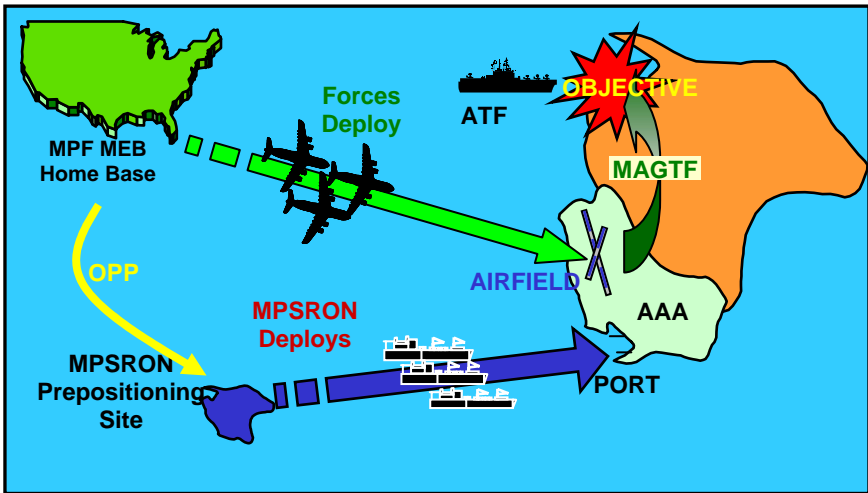 MPF MEB
Home Base
Forces
Deploy
ATF
OBJECTIVE
MAGTF
OPP
AIRFIELD
AAA
MPSRON
Deploys
MPSRON
Prepositioning
Site
PORT